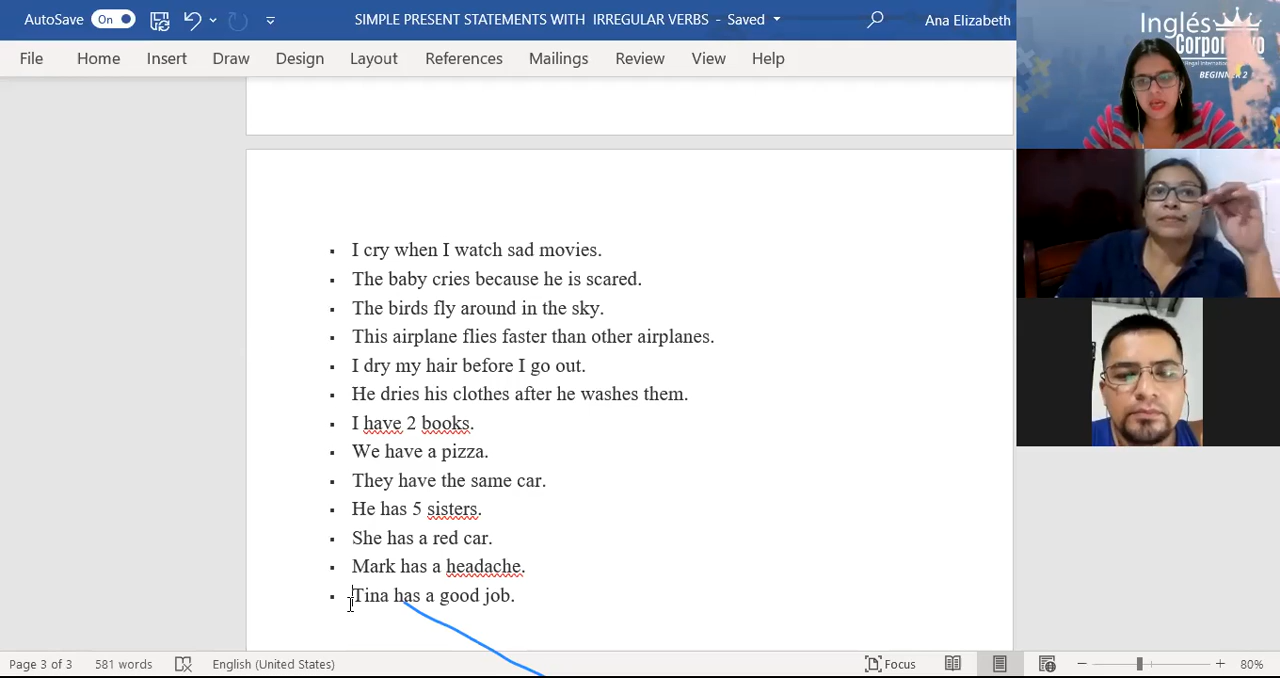 AutoSave On SIMPLE PRESENT STATEMENTS WITH IRREGULAR VERBS - Saved Ana Elizabeth
File Home Insert Draw Design Layout References Mailings Review View Help
Inglés
Corporativo
BEGINNER 2
I cry when I watch sad movies.
The baby cries because he is scared.
The birds fly around in the sky.
This airplane flies faster than other airplanes.
I dry my hair before I go out.
He dries his clothes after he washes them.
I have 2 books.
We have a pizza.
They have the same car.
He has 5 sisters.
She has a red car.
Mark has a headache.
Tina has a good job.
Page 3 of 3 581 words English (United States) Focus 80%